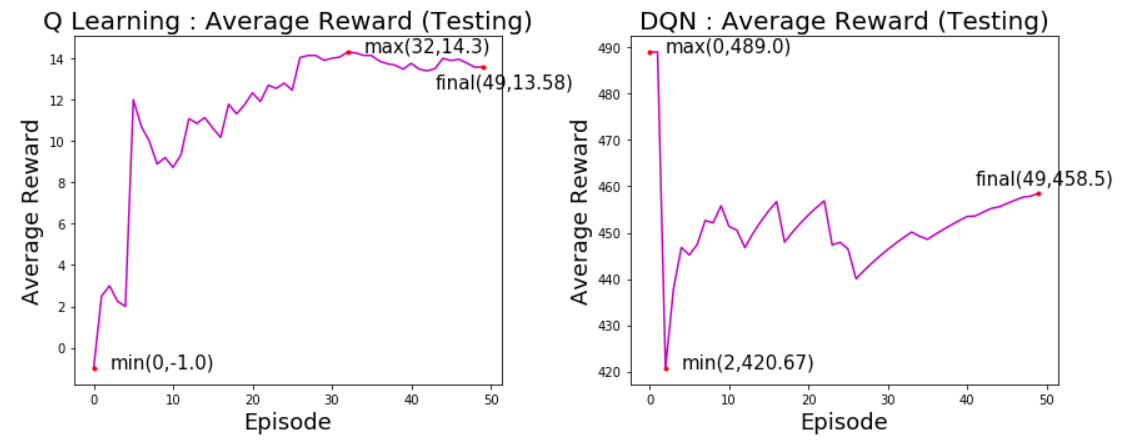 Q Learning : Average Reward (Testing)
max(32,14.3)
final(49,13.58)
min(0,-1.0)
14
12
10
8
6
4
2
0
Average Reward
0 10 20 30 40 50
Episode
DQN : Average Reward (Testing)
max(0,489.0)
final(49,458.5)
min(2,420.67)
490
480
470
460
450
440
430
420
Average Reward
0 10 20 30 40 50
Episode